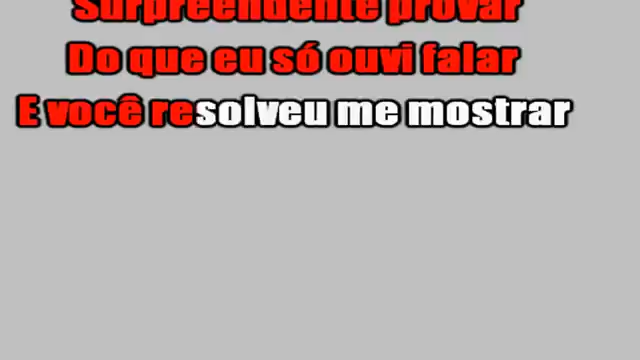 Surpreendente provar
Do que eu só ouvi falar
E você resolveu me mostrar